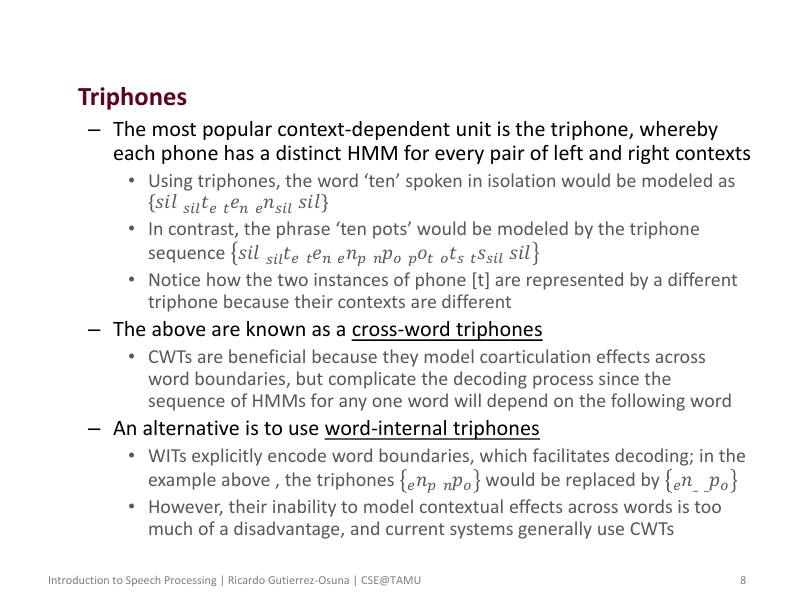 Triphones
– The most popular context-dependent unit is the triphone, whereby
each phone has a distinct HMM for every pair of left and right contexts
• Using triphones, the word ‘ten’ spoken in isolation would be modeled as
{sil ₛᵢₗtₑ ₜeₙ ₑnₛᵢₗ sil}
• In contrast, the phrase ‘ten pots’ would be modeled by the triphone
sequence {sil ₛᵢₗtₑ ₜeₙ ₑnₚ ₙpₒ ₚoₜ ₒtₛ ₜsₛᵢₗ sil}
• Notice how the two instances of phone [t] are represented by a different
triphone because their contexts are different
– The above are known as a cross-word triphones
• CWTs are beneficial because they model coarticulation effects across
word boundaries, but complicate the decoding process since the
sequence of HMMs for any one word will depend on the following word
– An alternative is to use word-internal triphones
• WITs explicitly encode word boundaries, which facilitates decoding; in the
example above , the triphones {ₑnₚ ₙpₒ} would be replaced by {ₑn_ _pₒ}
• However, their inability to model contextual effects across words is too
much of a disadvantage, and current systems generally use CWTs
Introduction to Speech Processing | Ricardo Gutierrez-Osuna | CSE@TAMU 8